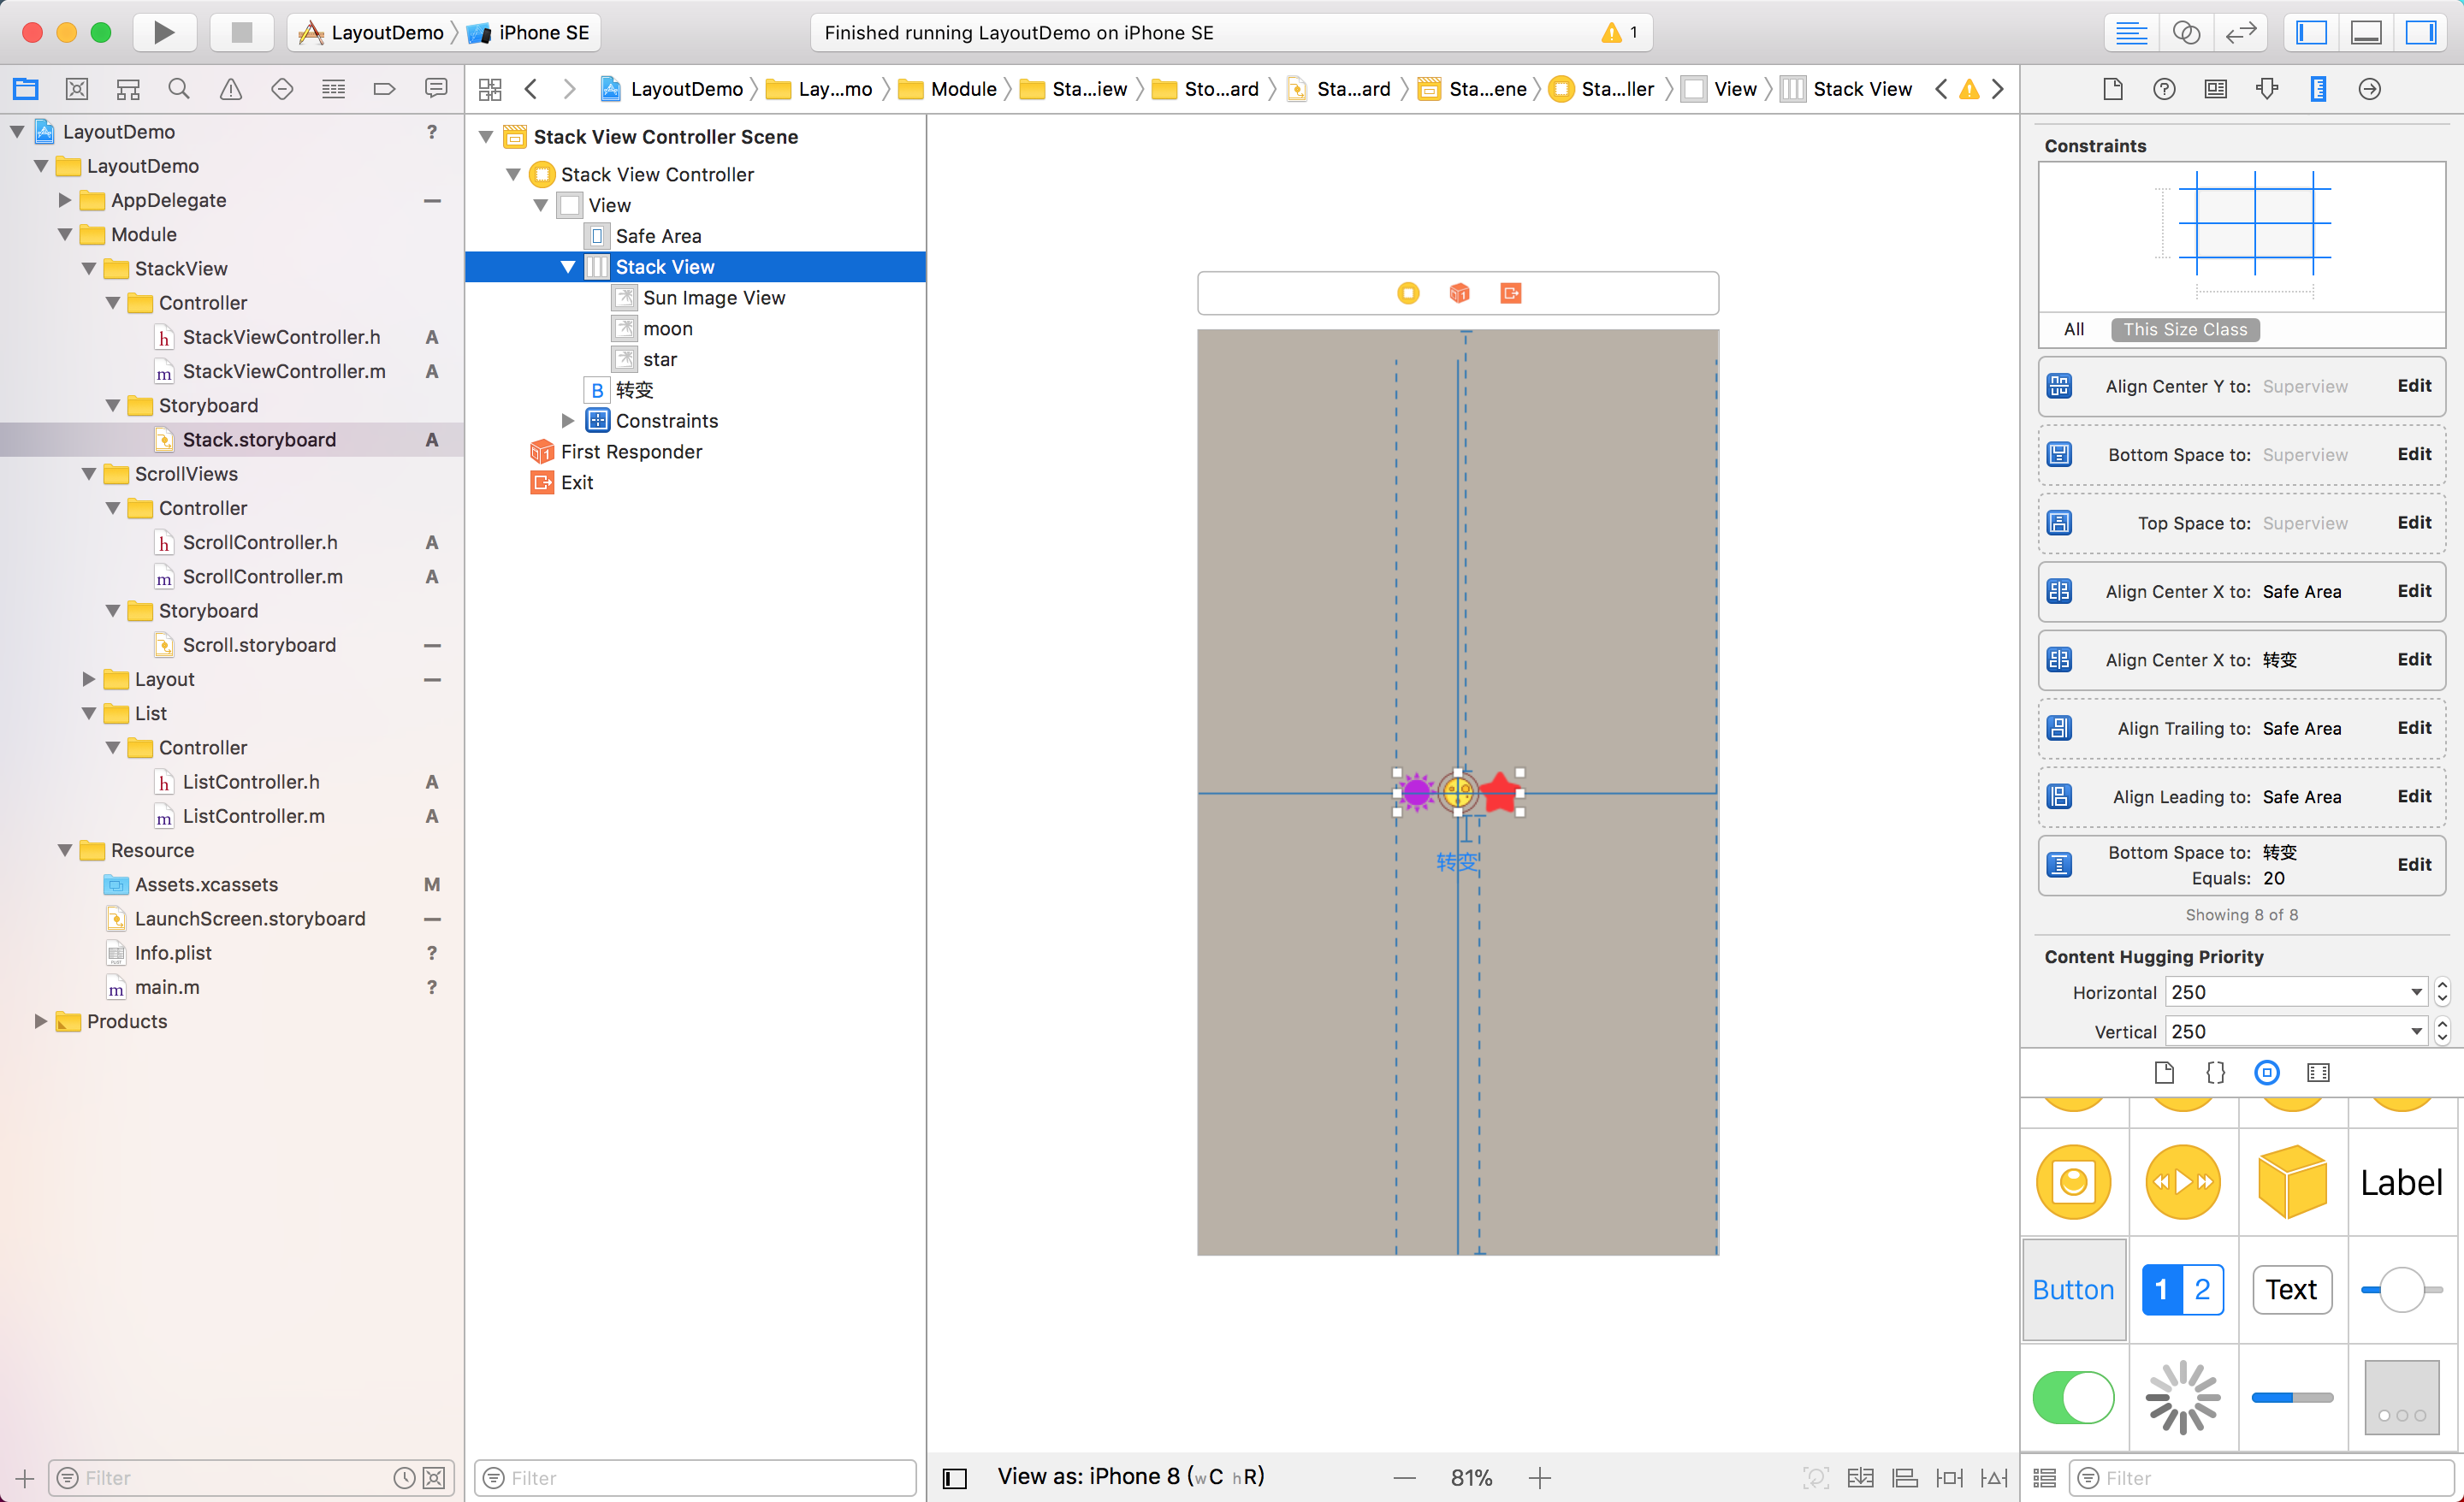 LayoutDemo iPhone SE
Finished running LayoutDemo on iPhone SE
1
LayoutDemo Lay...mo Module Sta...iew Sto...ard Sta...ard Sta...ene Sta...ller View Stack View
LayoutDemo ?
LayoutDemo
AppDelegate
Module
StackView
Controller
h StackViewController.h A
m StackViewController.m A
Storyboard
Stack.storyboard A
ScrollViews
Controller
h ScrollController.h A
m ScrollController.m A
Storyboard
Scroll.storyboard
Layout
List
Controller
h ListController.h A
m ListController.m A
Resource
Assets.xcassets M
LaunchScreen.storyboard
Info.plist ?
m main.m ?
Products
Filter
Stack View Controller Scene
Stack View Controller
View
Safe Area
Stack View
Sun Image View
moon
star
B 转变
Constraints
First Responder
Exit
Filter
转变
View as: iPhone 8 (wC hR)
81%
Constraints
All This Size Class
Align Center Y to: Superview Edit
Bottom Space to: Superview Edit
Top Space to: Superview Edit
Align Center X to: Safe Area Edit
Align Center X to: 转变 Edit
Align Trailing to: Safe Area Edit
Align Leading to: Safe Area Edit
Bottom Space to: 转变 Edit
Equals: 20
Showing 8 of 8
Content Hugging Priority
Horizontal 250
Vertical 250
Label
Button 1 2 Text
Filter